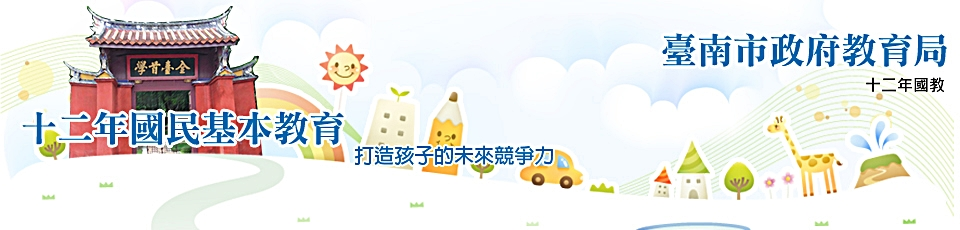 學首臺全
十二年國民基本教育
打造孩子的未來競爭力
臺南市政府教育局
十二年國教